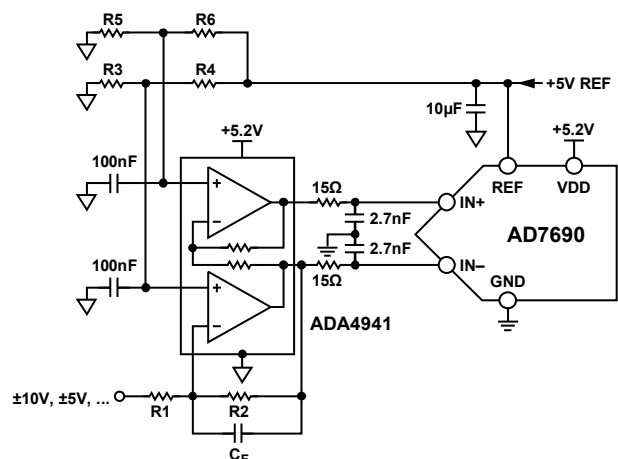 R5 R6
R3 R4
+5V REF
10µF
+5.2V
+5.2V
100nF
REF VDD
15Ω
+
−
2.7nF
IN+
AD7690
2.7nF
IN−
100nF
15Ω
GND
+
−
ADA4941
±10V, ±5V, ...
R1 R2
CF